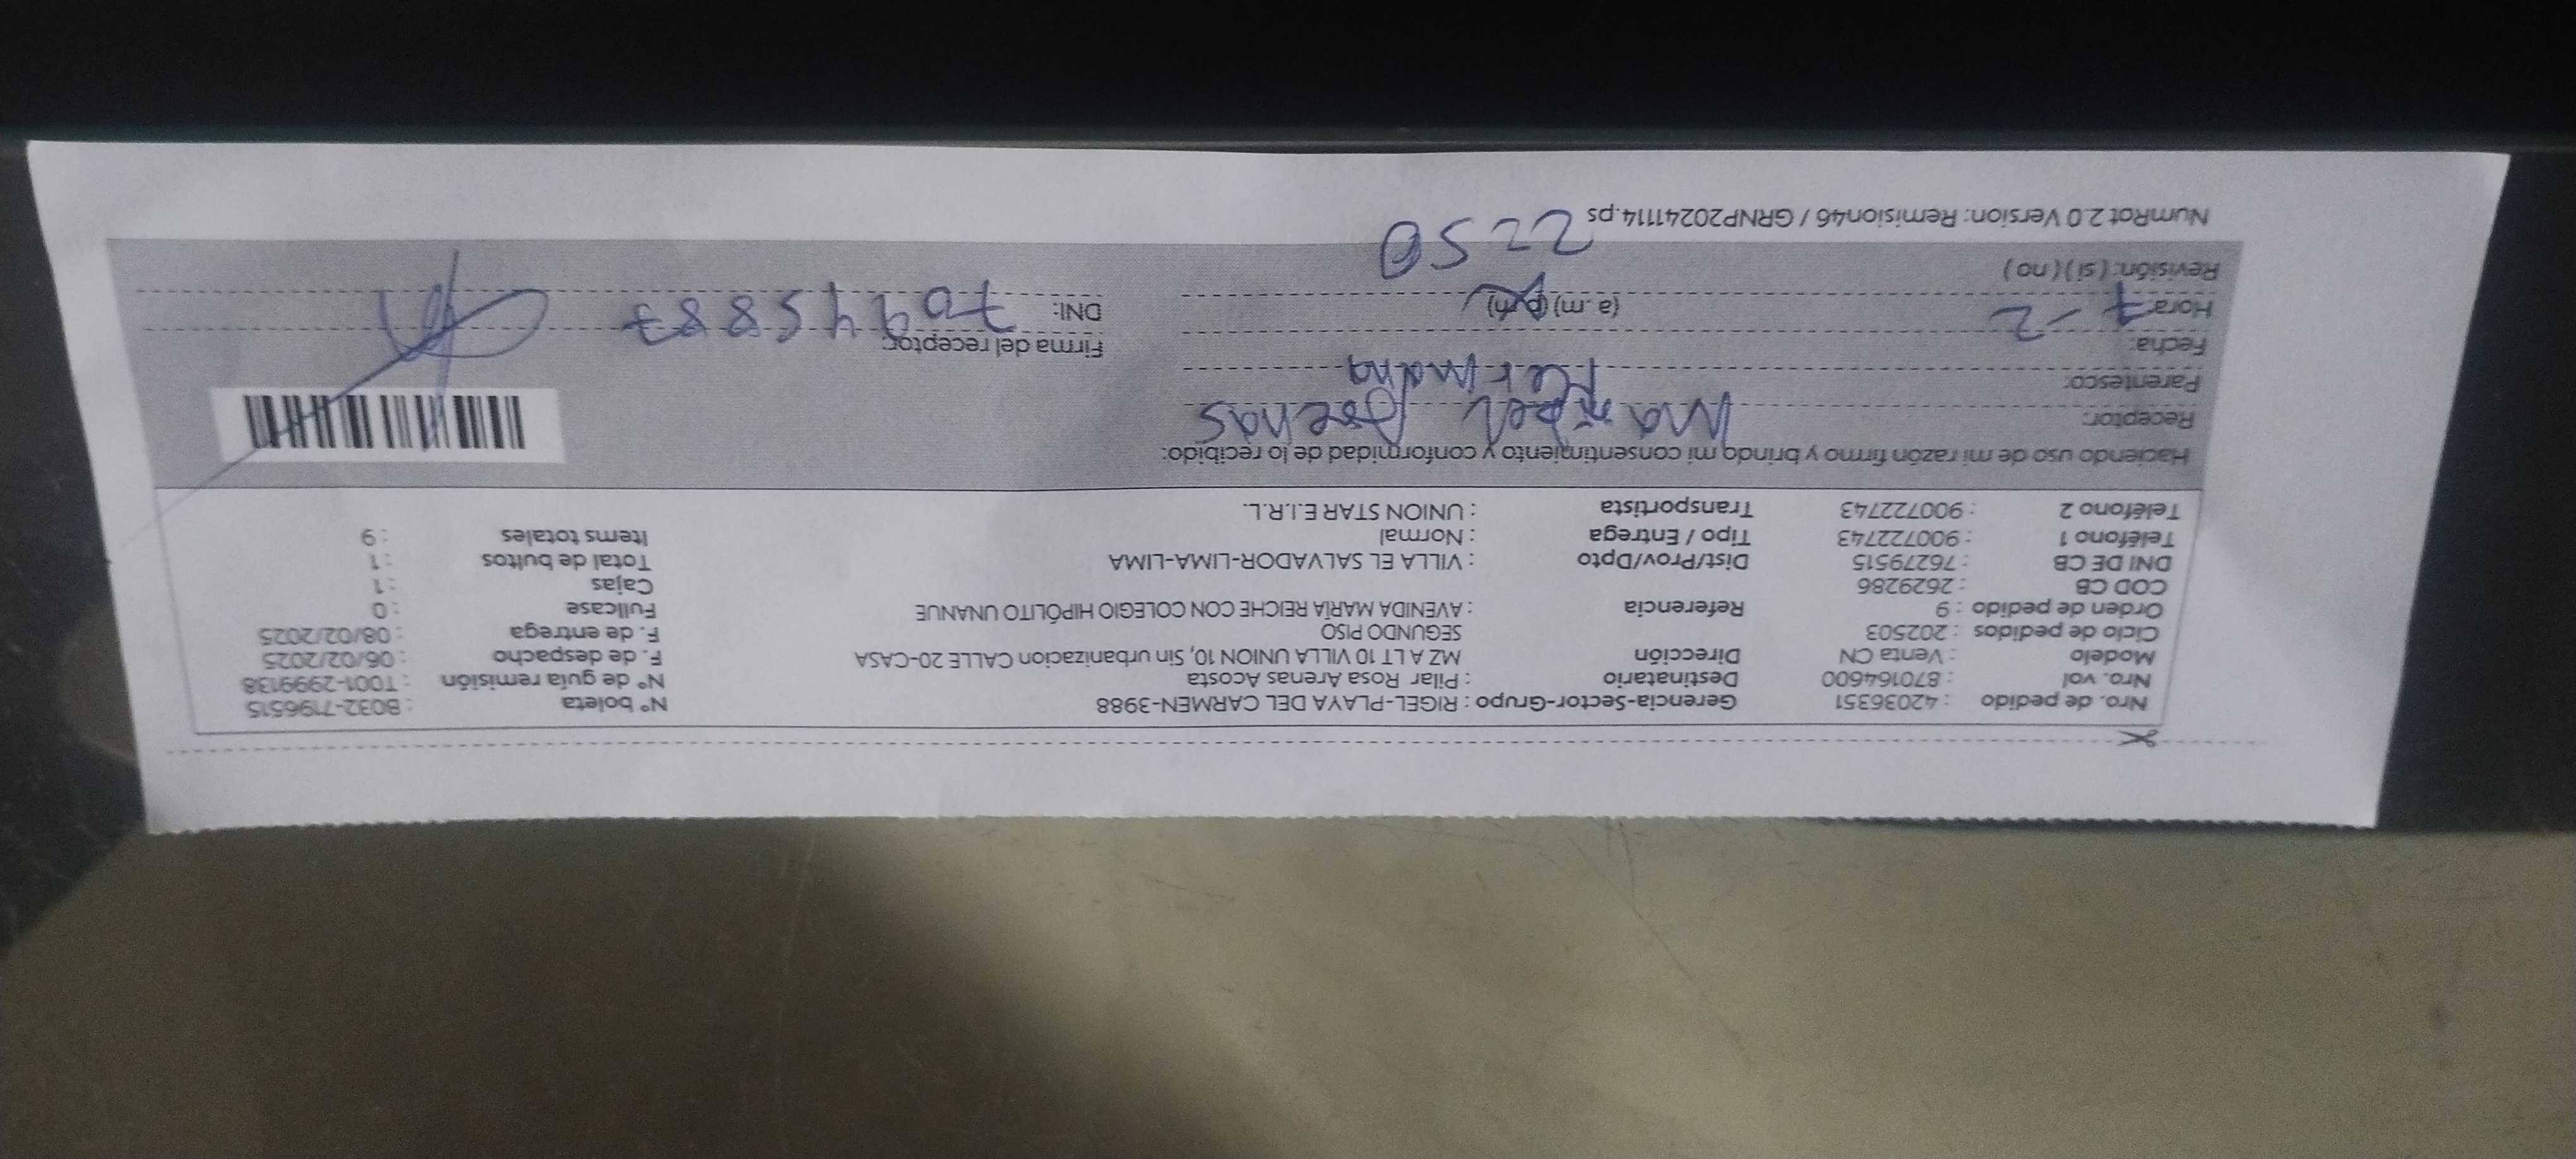 Nro. de pedido : 42036351 Gerencia-Sector-Grupo : RIGEL-PLAYA DEL CARMEN-3988 N° boleta : B032-7196515
Nro. vol : 870164600 Destinatario : Pilar Rosa Arenas Acosta N° de guía remisión : T001-2999138
Modelo : Venta CN Dirección MZ A LT 10 VILLA UNION 10, Sin urbanizacion CALLE 20-CASA F. de despacho : 06/02/2025
Ciclo de pedidos : 202503 SEGUNDO PISO F. de entrega : 08/02/2025
Orden de pedido : 9 Referencia : AVENIDA MARÍA REICHE CON COLEGIO HIPÓLITO UNANUE Fullcase : 0
COD CB : 2629286 Cajas : 1
DNI DE CB : 76279515 Dist/Prov/Dpto : VILLA EL SALVADOR-LIMA-LIMA Total de bultos : 1
Teléfono 1 : 900722743 Tipo / Entrega : Normal Items totales : 9
Teléfono 2 : 900722743 Transportista : UNION STAR E.I.R.L.
Haciendo uso de mi razón firmo y brindo mi consentimiento y conformidad de lo recibido:
Receptor: Maripel Arenas
Parentesco: Hermana
Fecha: Firma del receptor:
Hora: 7-2 (a.m) (p.m) DNI: 70945887
Revisión: (si) (no)
2250
NumRot 2.0 Version: Remision46 / GRNP20241114.ps